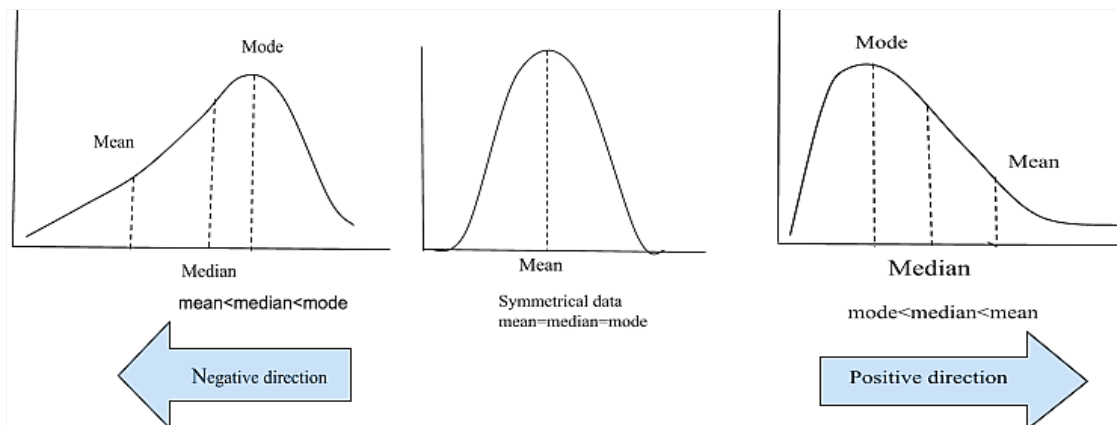 Mode
Mean
Median
mean<median<mode
Negative direction
Mean
Symmetrical data
mean=median=mode
Mode
Mean
Median
mode<median<mean
Positive direction